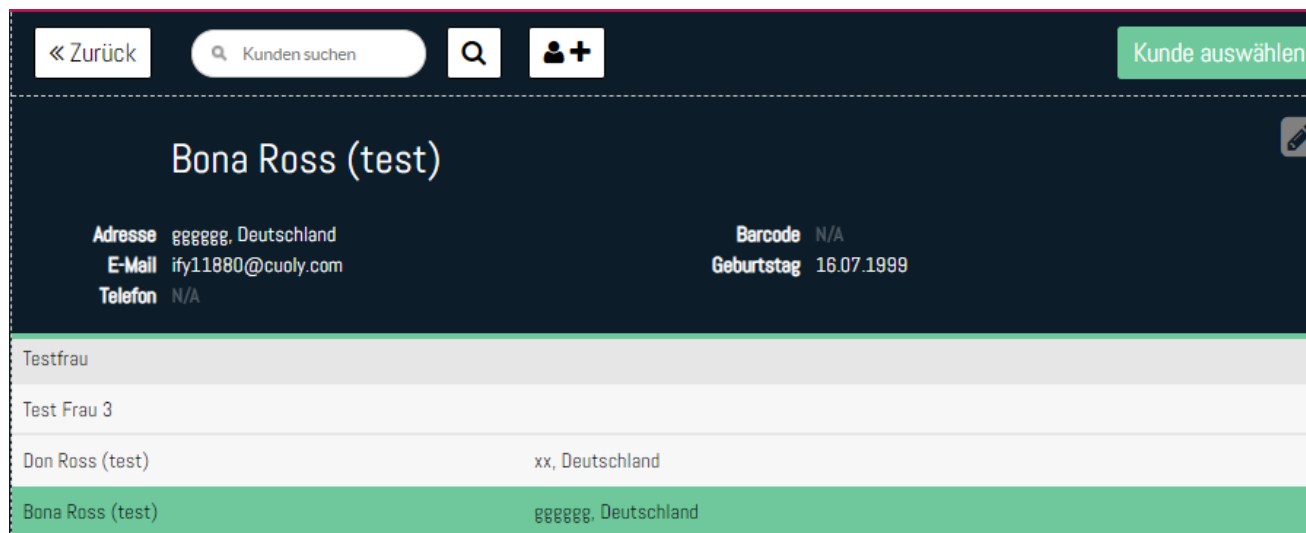 « Zurück Kunden suchen Kunde auswählen
Bona Ross (test)
Adresse gggggg, Deutschland Barcode N/A
E-Mail ify11880@cuoly.com Geburtstag 16.07.1999
Telefon N/A
Testfrau
Test Frau 3
Don Ross (test) xx, Deutschland
Bona Ross (test) gggggg, Deutschland